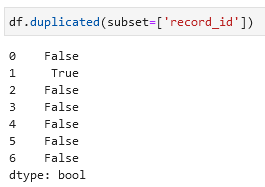 df.duplicated(subset=['record_id'])
0    False
1     True
2    False
3    False
4    False
5    False
6    False
dtype: bool